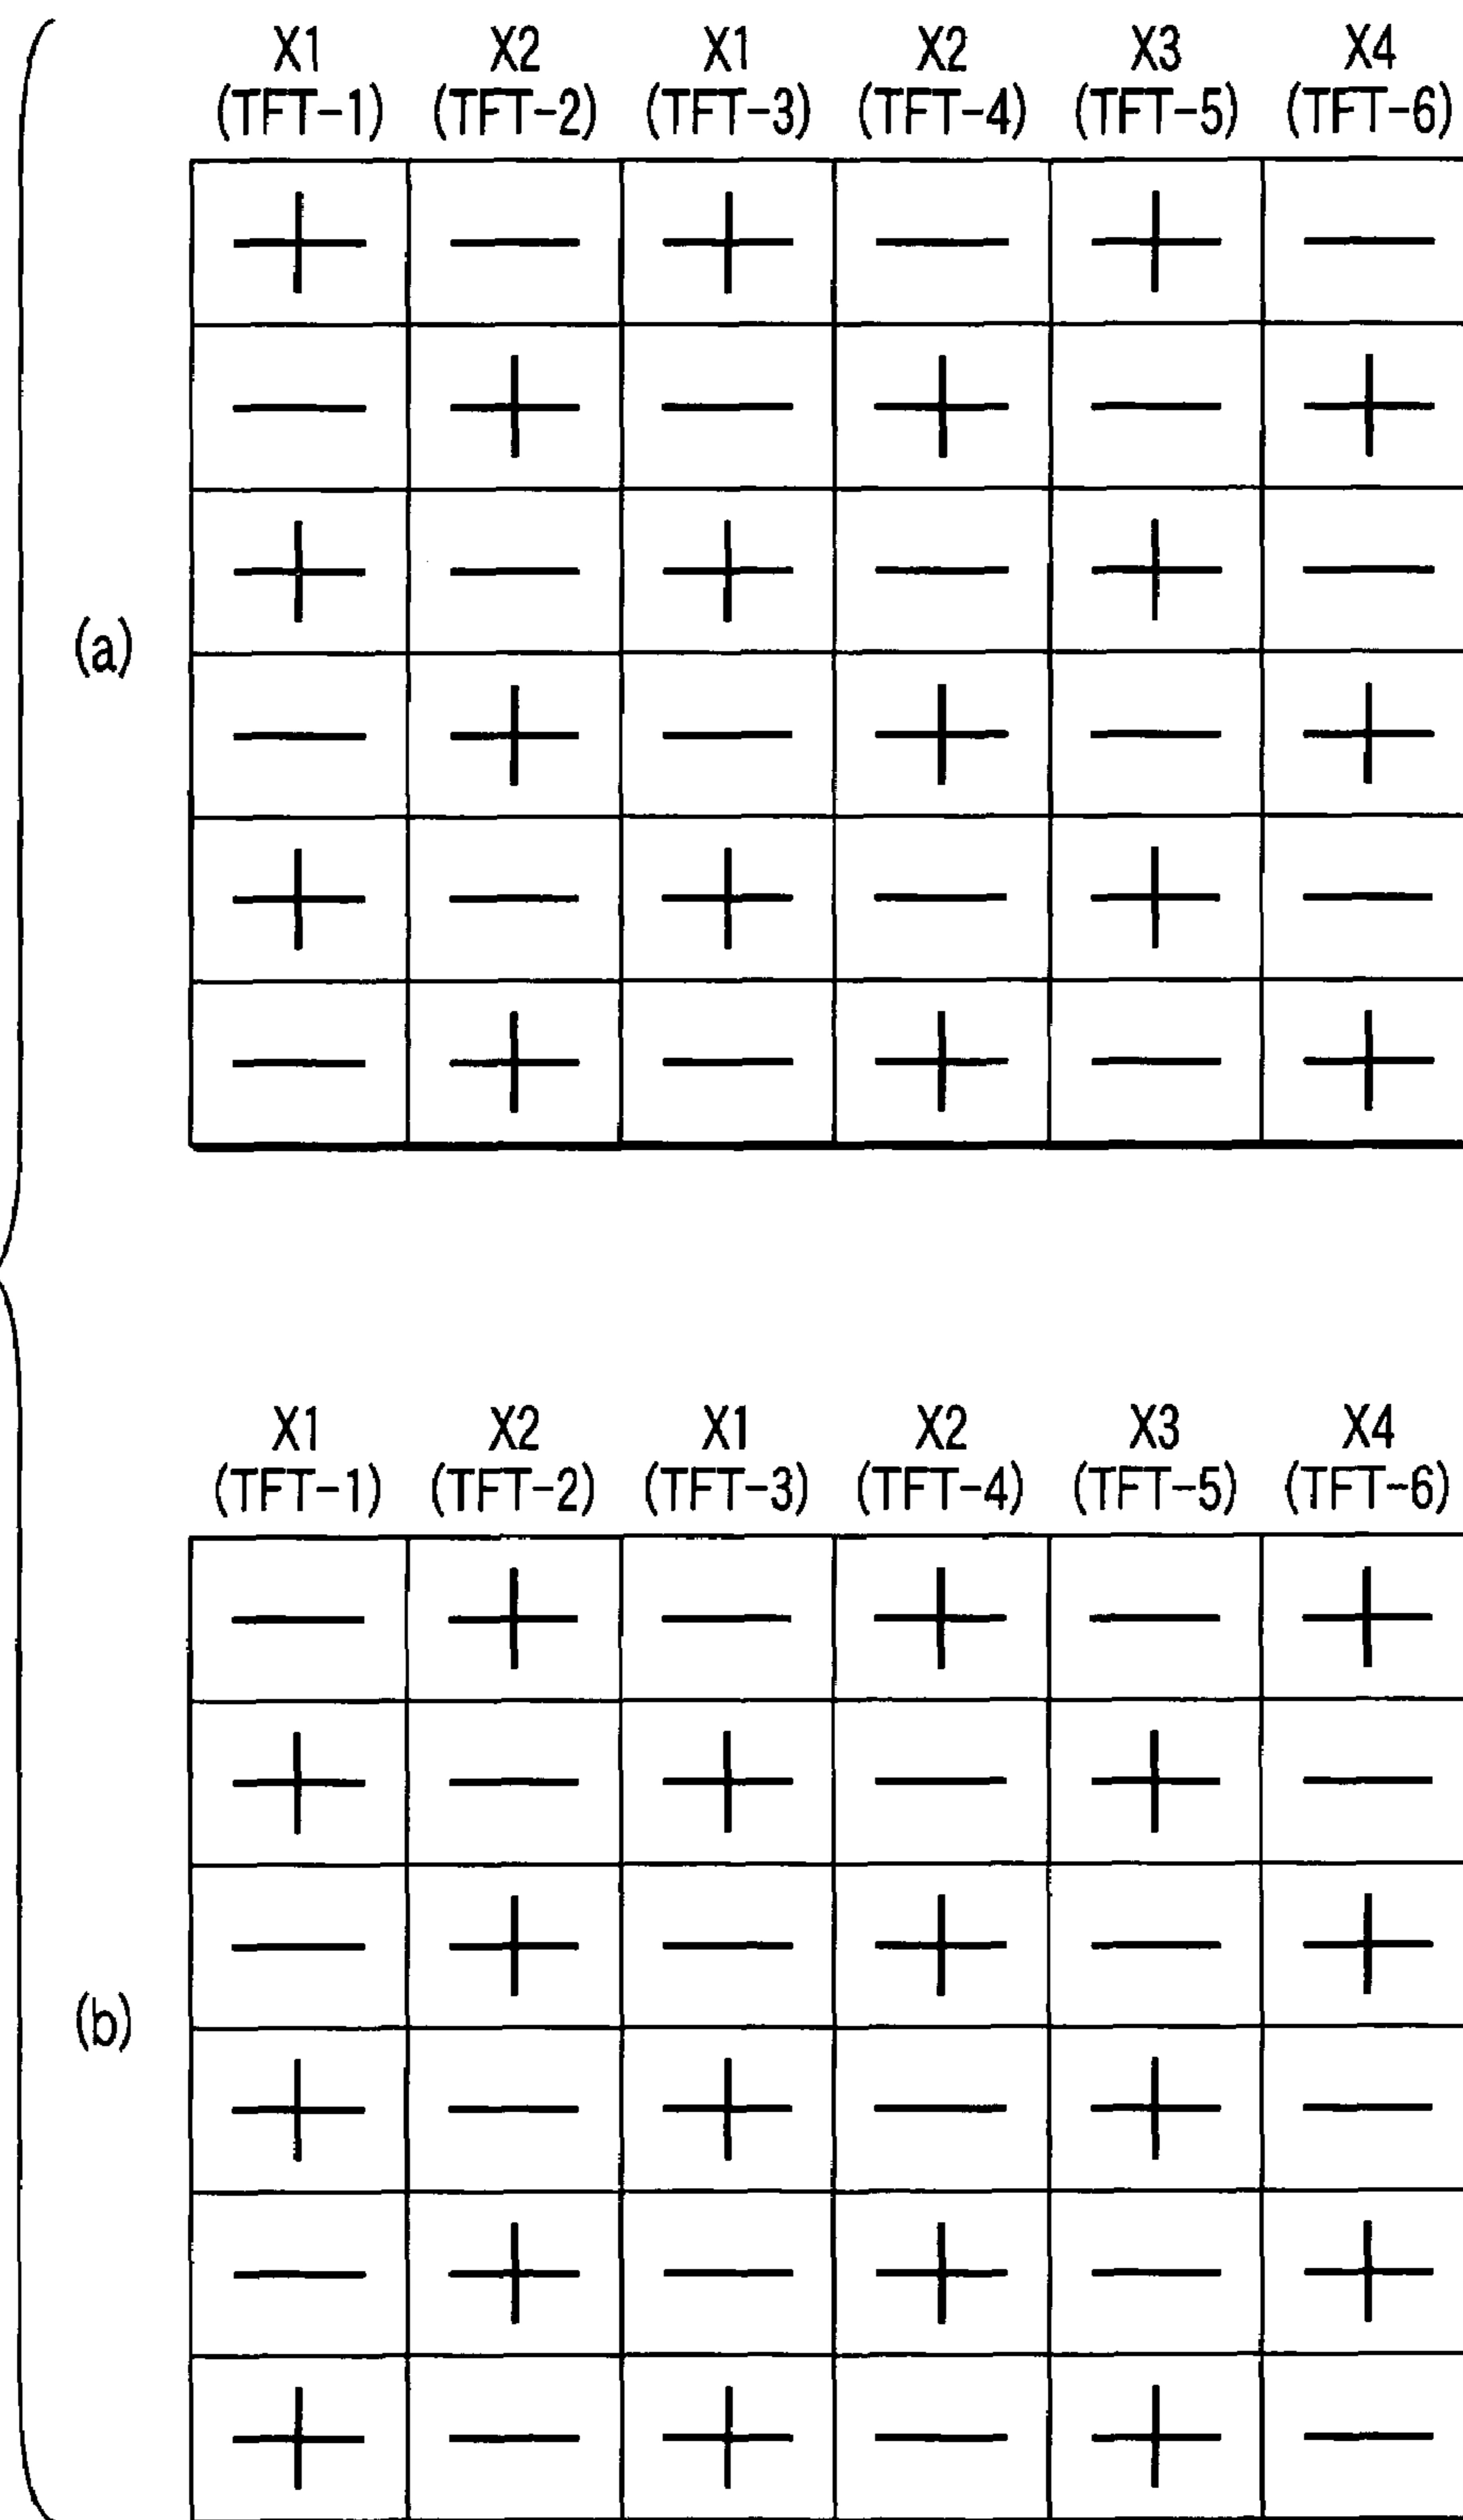 X1 X2 X1 X2 X3 X4
(TFT-1) (TFT-2) (TFT-3) (TFT-4) (TFT-5) (TFT-6)
+ − + − + −
− + − + − +
+ − + − + −
(a)
− + − + − +
+ − + − + −
− + − + − +
X1 X2 X1 X2 X3 X4
(TFT-1) (TFT-2) (TFT-3) (TFT-4) (TFT-5) (TFT-6)
− + − + − +
+ − + − + −
− + − + − +
(b)
+ − + − + −
− + − + − +
+ − + − + −